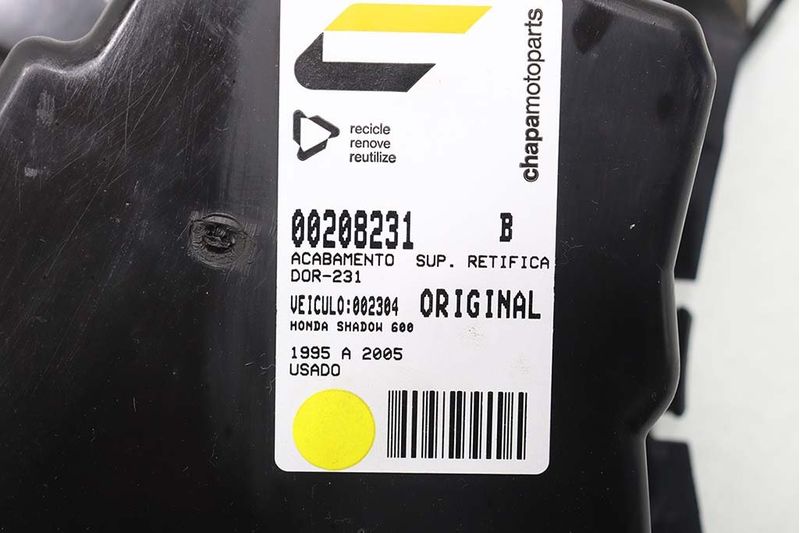 chapamotoparts
recicle
renove
reutilize
00208231 B
ACABAMENTO SUP. RETIFICA
DOR-231
VEICULO:002304 ORIGINAL
HONDA SHADOW 600
1995 A 2005
USADO